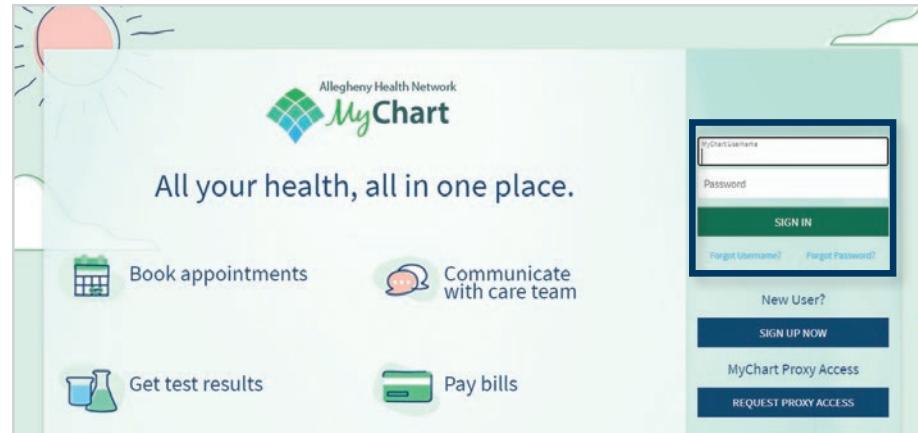 Allegheny Health Network
MyChart
All your health, all in one place.
Book appointments
Communicate
with care team
Get test results
Pay bills
MyChart Username
Password
SIGN IN
Forgot Username? Forgot Password?
New User?
SIGN UP NOW
MyChart Proxy Access
REQUEST PROXY ACCESS